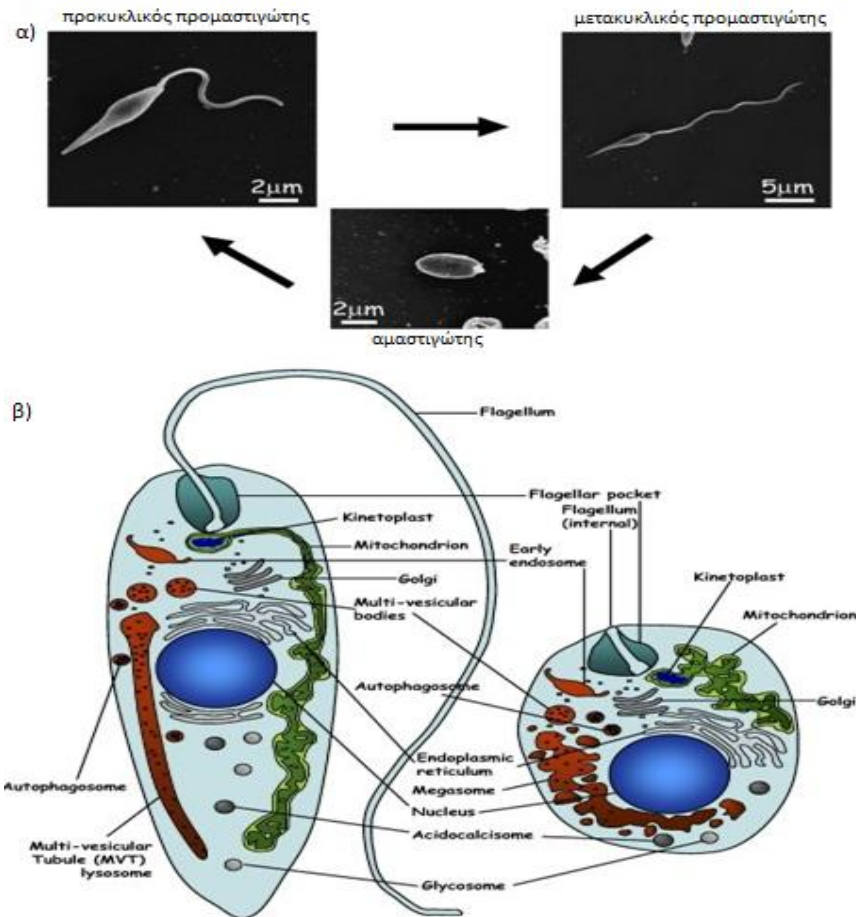 προκυκλικός προμαστιγώτης
μετακυκλικός προμαστιγώτης
α)
2μm
5μm
2μm
αμαστιγώτης
β)
Flagellum
Flagellar pocket
Flagellum
(internal)
Kinetoplast
Mitochondrion
Early
endosome
Kinetoplast
Golgi
Mitochondrion
Multi-vesicular
bodies
Autophagosome
Golgi
Endoplasmic
reticulum
Autophagosome
Megasome
Nucleus
Acidocalcisome
Multi-vesicular
Tubule (MVT)
lysosome
Glycosome